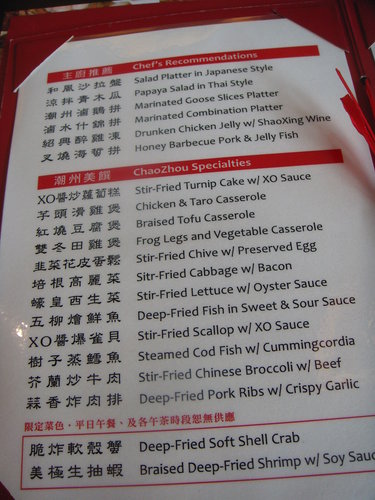 主廚推薦 Chef's Recommendations
和風沙拉盤 Salad Platter in Japanese Style
涼拌青木瓜 Papaya Salad in Thai Style
潮州滷鵝拼 Marinated Goose Slices Platter
滷水什錦拼 Marinated Combination Platter
紹興醉雞凍 Drunken Chicken Jelly w/ ShaoXing Wine
叉燒海蜇拼 Honey Barbecue Pork & Jelly Fish
潮州美饌 ChaoZhou Specialties
XO醬炒蘿蔔糕 Stir-Fried Turnip Cake w/ XO Sauce
芋頭滑雞煲 Chicken & Taro Casserole
紅燒豆腐煲 Braised Tofu Casserole
雙冬田雞煲 Frog Legs and Vegetable Casserole
韭菜花皮蛋鬆 Stir-Fried Chive w/ Preserved Egg
培根高麗菜 Sitr-Fried Cabbage w/ Bacon
蠔皇西生菜 Stir-Fried Lettuce w/ Oyster Sauce
五柳燴鮮魚 Deep-Fried Fish in Sweet & Sour Sauce
XO醬爆雀貝 Stir-Fried Scallop w/ XO Sauce
樹子蒸鱈魚 Steamed Cod Fish w/ Cummingcordia
芥蘭炒牛肉 Stir-Fried Chinese Broccoli w/ Beef
蒜香炸肉排 Deep-Fried Pork Ribs w/ Crispy Garlic
限定菜色，平日午餐、及各午茶時段恕無供應
脆炸軟殼蟹 Deep-Fried Soft Shell Crab
美極生抽蝦 Braised Deep-Fried Shrimp w/ Soy Sauc